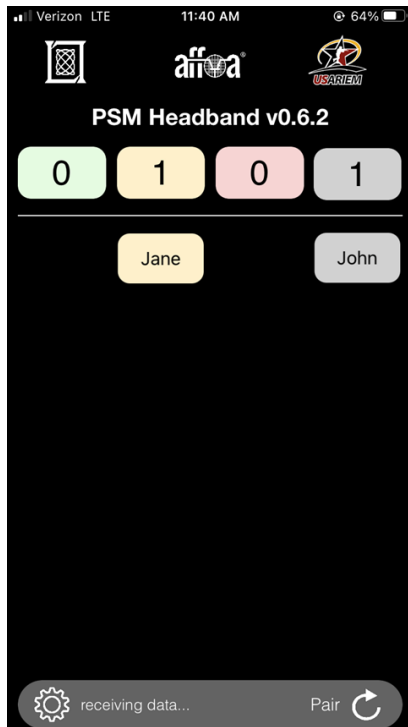 Verizon LTE 11:40 AM 64%
affoa
USARIEM
PSM Headband v0.6.2
0 1 0 1
Jane John
receiving data... Pair